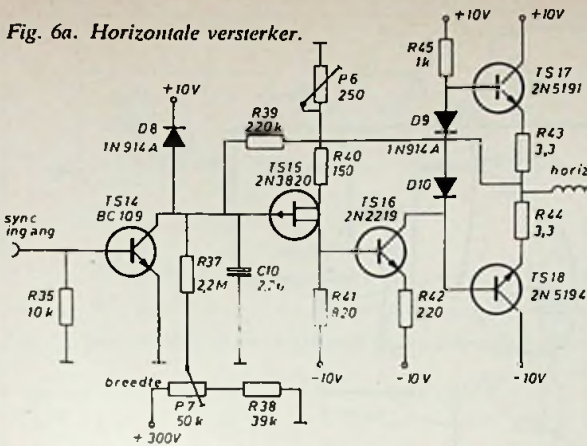 Fig. 6a. Horizontale versterker.
+10V
+10V
R45
1k
TS17
2N5191
P6
250
+10V
D8
1N914A
R39
220k
D9
1N914A
R43
3,3
R40
150
TS15
2N3820
D10
horiz
TS14
BC109
TS16
2N2219
sync
ingang
R44
3,3
R37
2,2M
C10
R35
10k
R41
820
R42
220
TS18
2N5194
-10V
-10V
-10V
breedte
P7
50k
R38
39k
+300V